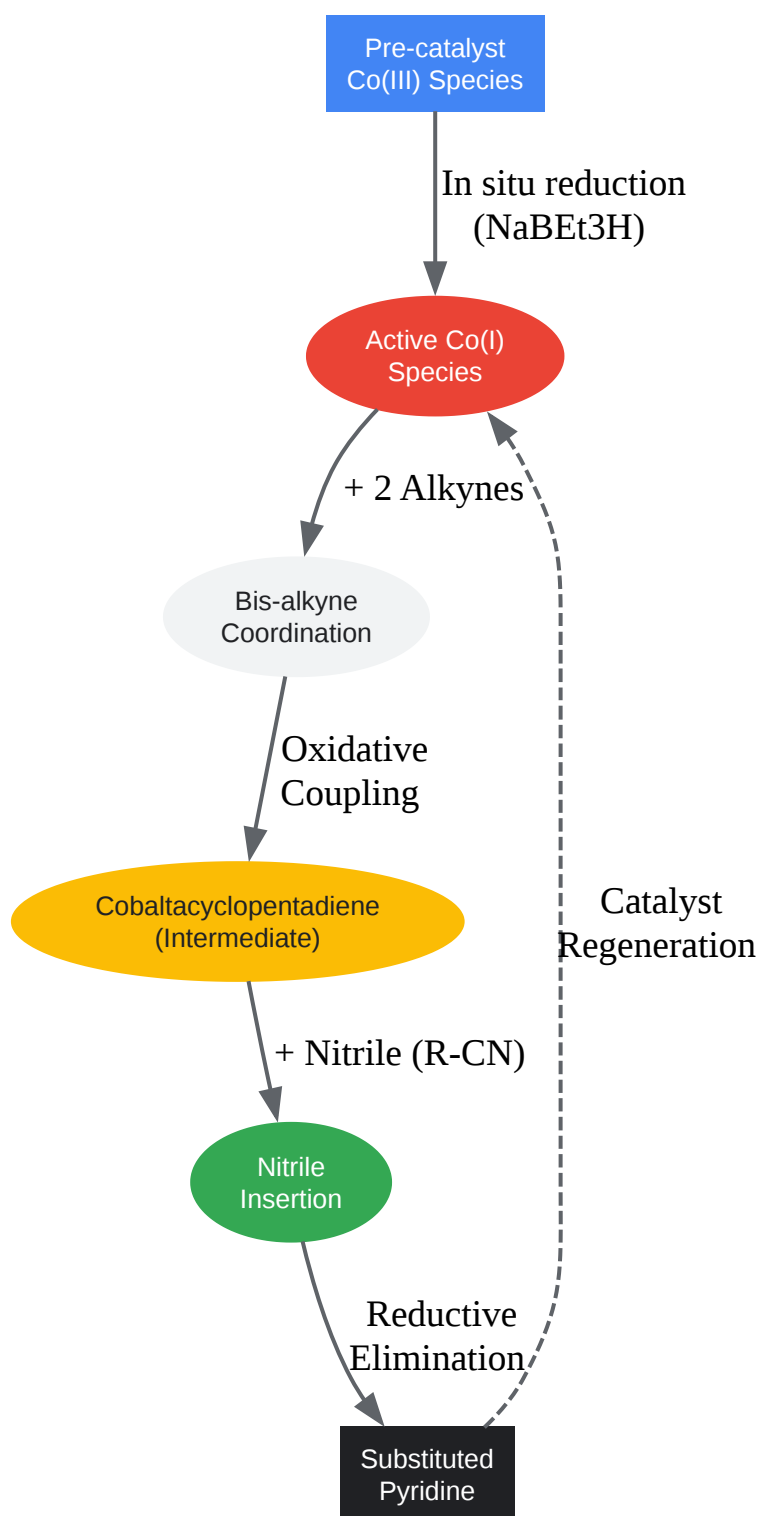 Pre-catalyst
Co(III) Species
In situ reduction
(NaBEt3H)
Active Co(I)
Species
+ 2 Alkynes
Bis-alkyne
Coordination
Oxidative
Coupling
Cobaltacyclopentadiene
(Intermediate)
Catalyst
Regeneration
+ Nitrile (R-CN)
Nitrile
Insertion
Reductive
Elimination
Substituted
Pyridine